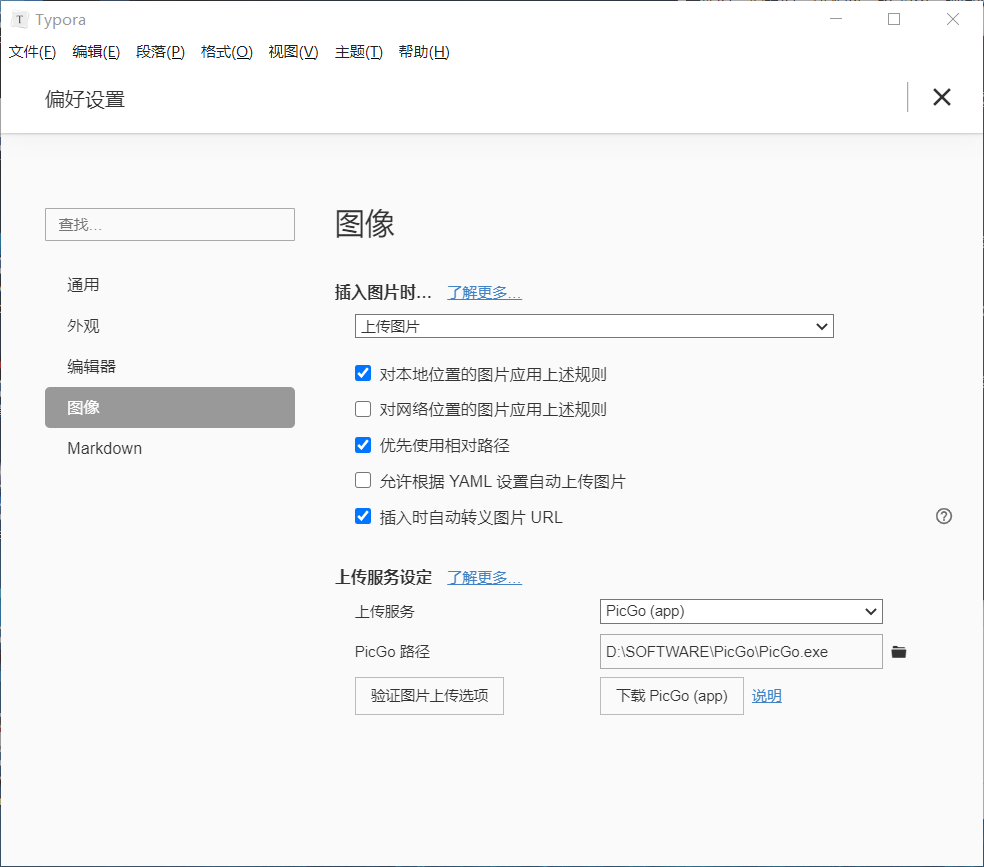 Typora
文件(F) 编辑(E) 段落(P) 格式(O) 视图(V) 主题(T) 帮助(H)
偏好设置
查找...
通用
外观
编辑器
图像
Markdown
图像
插入图片时... 了解更多...
上传图片
对本地位置的图片应用上述规则
对网络位置的图片应用上述规则
优先使用相对路径
允许根据 YAML 设置自动上传图片
插入时自动转义图片 URL
上传服务设定 了解更多...
上传服务 PicGo (app)
PicGo 路径 D:\SOFTWARE\PicGo\PicGo.exe
验证图片上传选项 下载 PicGo (app) 说明